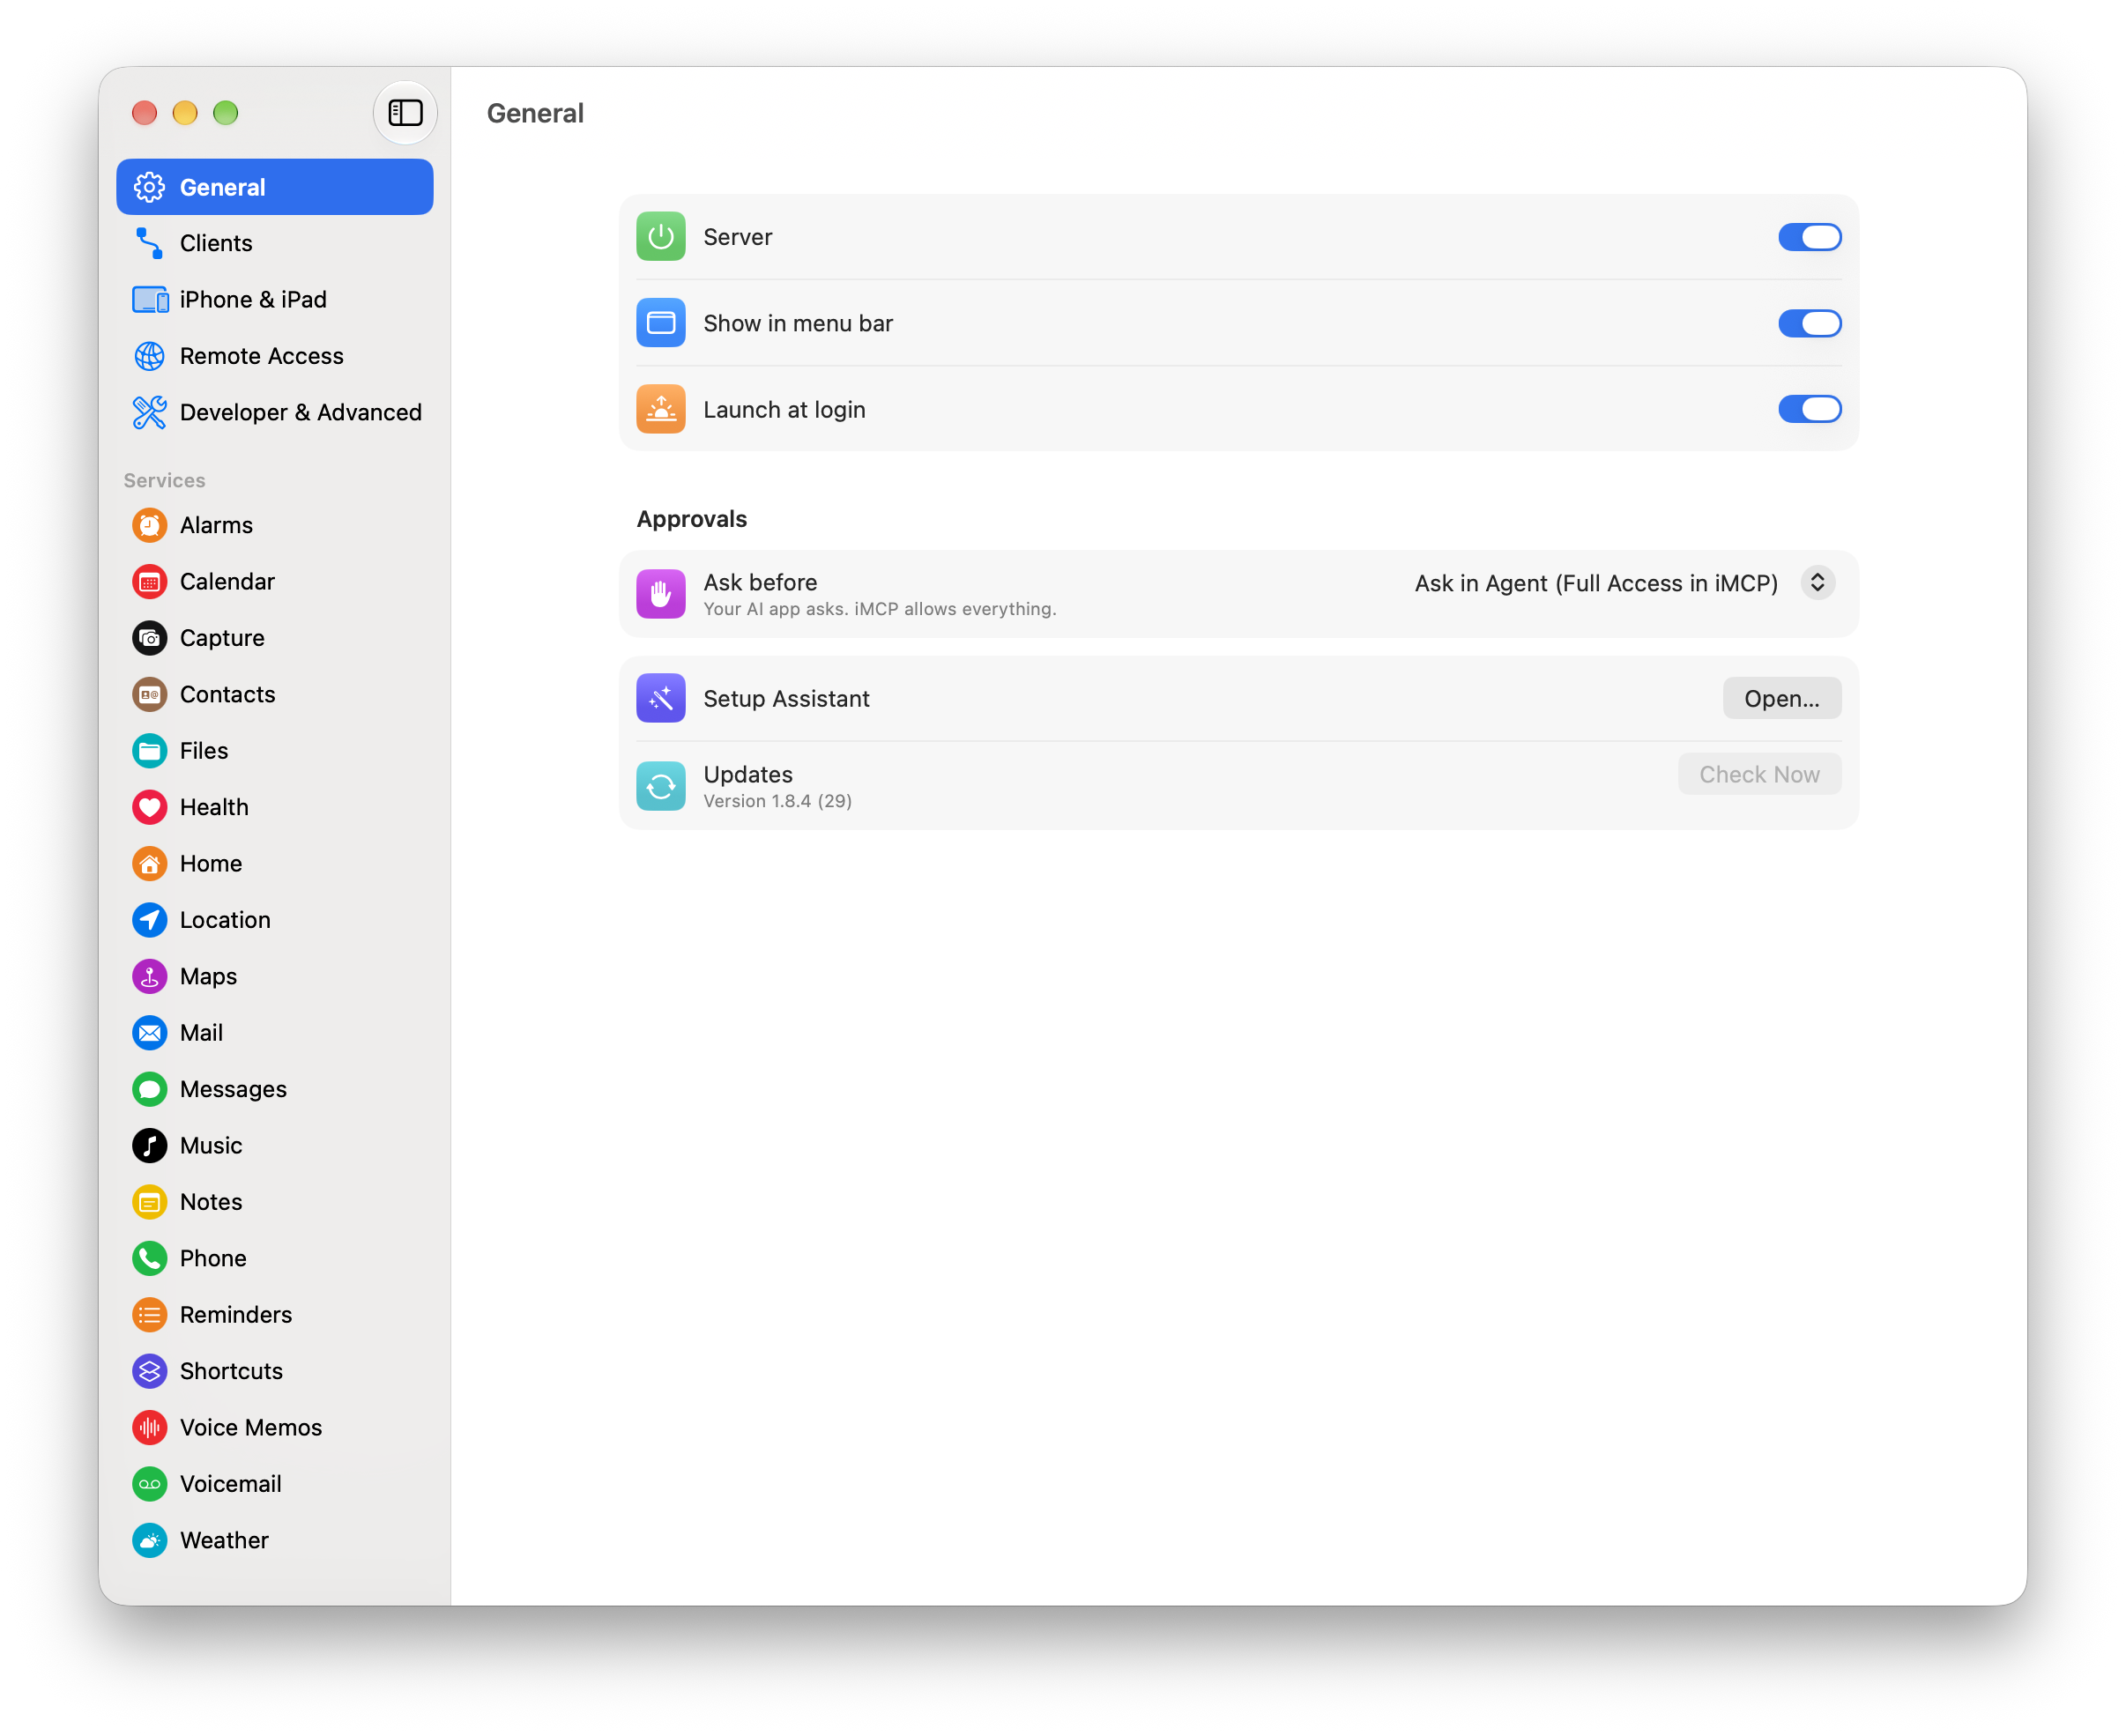 General
Clients
iPhone & iPad
Remote Access
Developer & Advanced
Services
Alarms
Calendar
Capture
Contacts
Files
Health
Home
Location
Maps
Mail
Messages
Music
Notes
Phone
Reminders
Shortcuts
Voice Memos
Voicemail
Weather
General
Server
Show in menu bar
Launch at login
Approvals
Ask before
Your AI app asks. iMCP allows everything.
Ask in Agent (Full Access in iMCP)
Setup Assistant
Open...
Updates
Version 1.8.4 (29)
Check Now